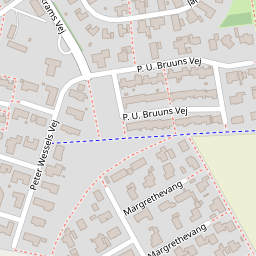 rams Vej
P. U. Bruuns Vej
P. U. Bruuns Vej
Peter Wessels Vej
Margrethevang
Margrethevang